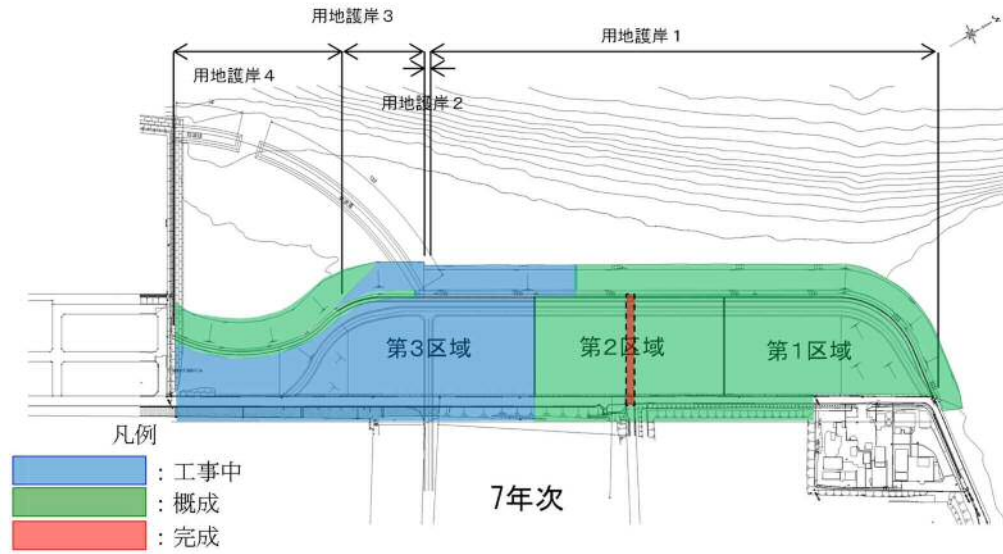 用地護岸3
用地護岸1
用地護岸4
用地護岸2
第3区域
第2区域
第1区域
凡例
：工事中
：概成
：完成
7年次